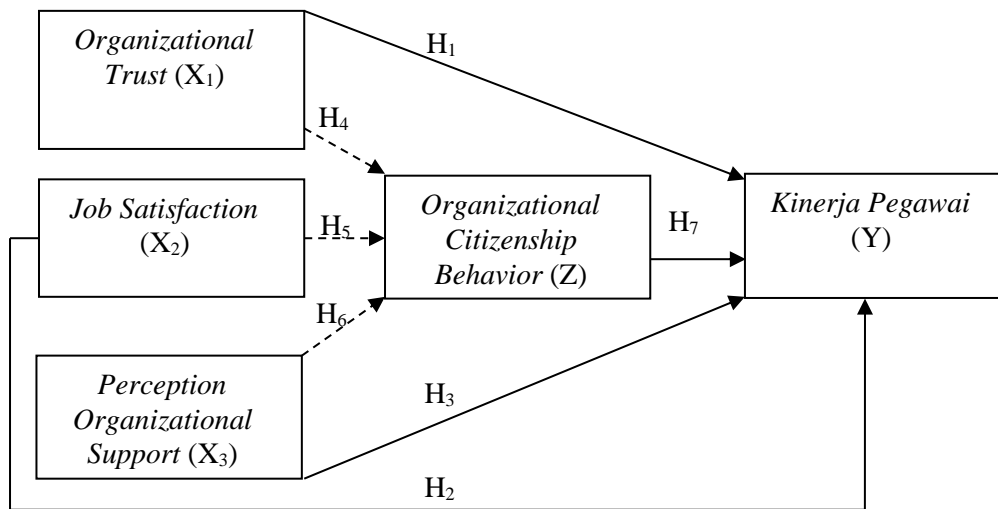 Organizational
Trust (X₁)
H₁
H₄
Job Satisfaction
(X₂)
H₅
Organizational
Citizenship
Behavior (Z)
H₇
Kinerja Pegawai
(Y)
H₆
Perception
Organizational
Support (X₃)
H₃
H₂